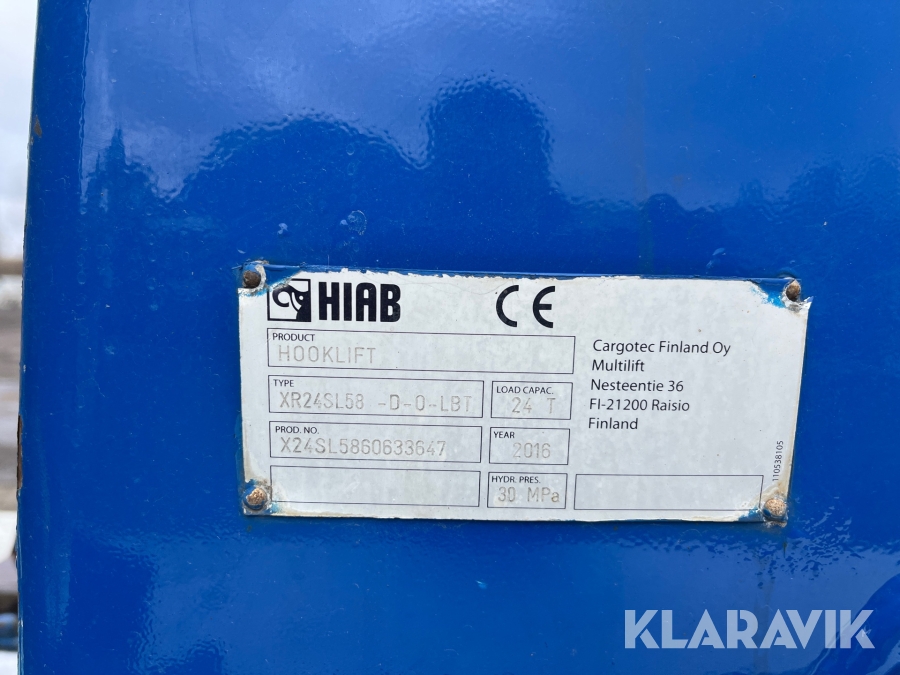 HIAB
CE
PRODUCT
HOOKLIFT
TYPE
XR24SL58 -D-0-LBT
LOAD CAPAC.
24 T
PROD. NO.
X24SL5860633647
YEAR
2016
HYDR. PRES.
30 MPa
Cargotec Finland Oy
Multilift
Nesteentie 36
FI-21200 Raisio
Finland
110538105
KLARAVIK